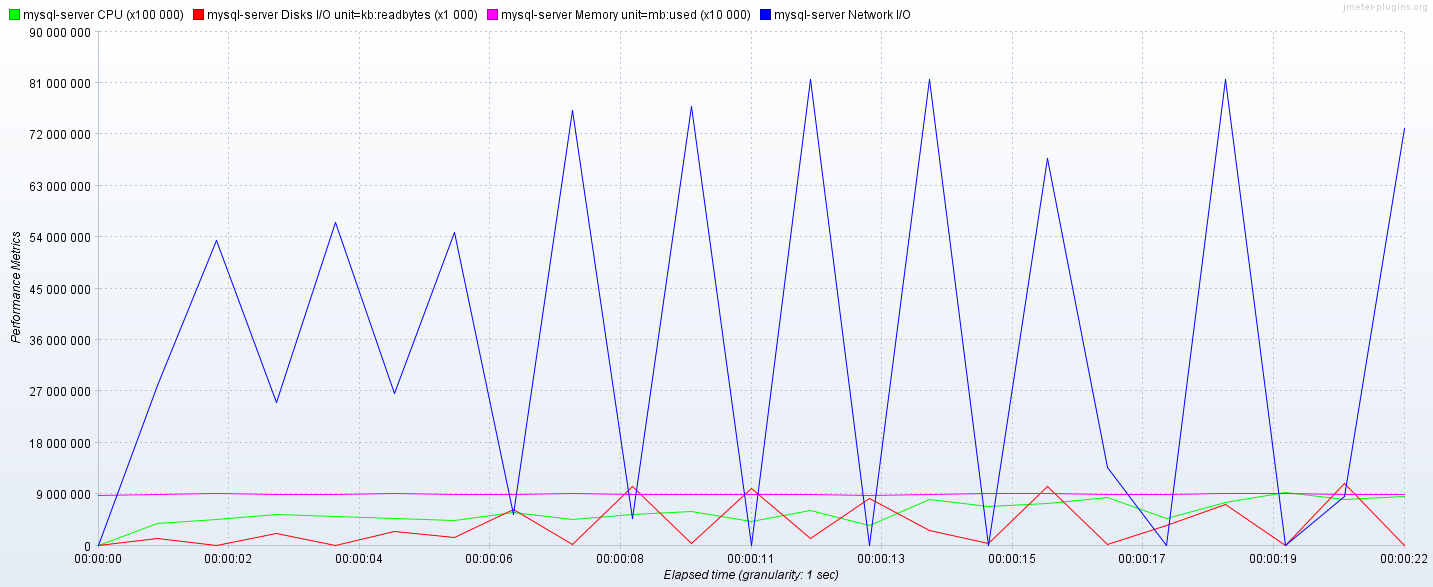 mysql-server CPU (x100 000) mysql-server Disks I/O unit=kb:readbytes (x1 000) mysql-server Memory unit=mb:used (x10 000) mysql-server Network I/O
jmeter-plugins.org
90 000 000
81 000 000
72 000 000
63 000 000
54 000 000
45 000 000
36 000 000
27 000 000
18 000 000
9 000 000
0
Performance Metrics
00:00:00 00:00:02 00:00:04 00:00:06 00:00:08 00:00:11 00:00:13 00:00:15 00:00:17 00:00:19 00:00:22
Elapsed time (granularity: 1 sec)